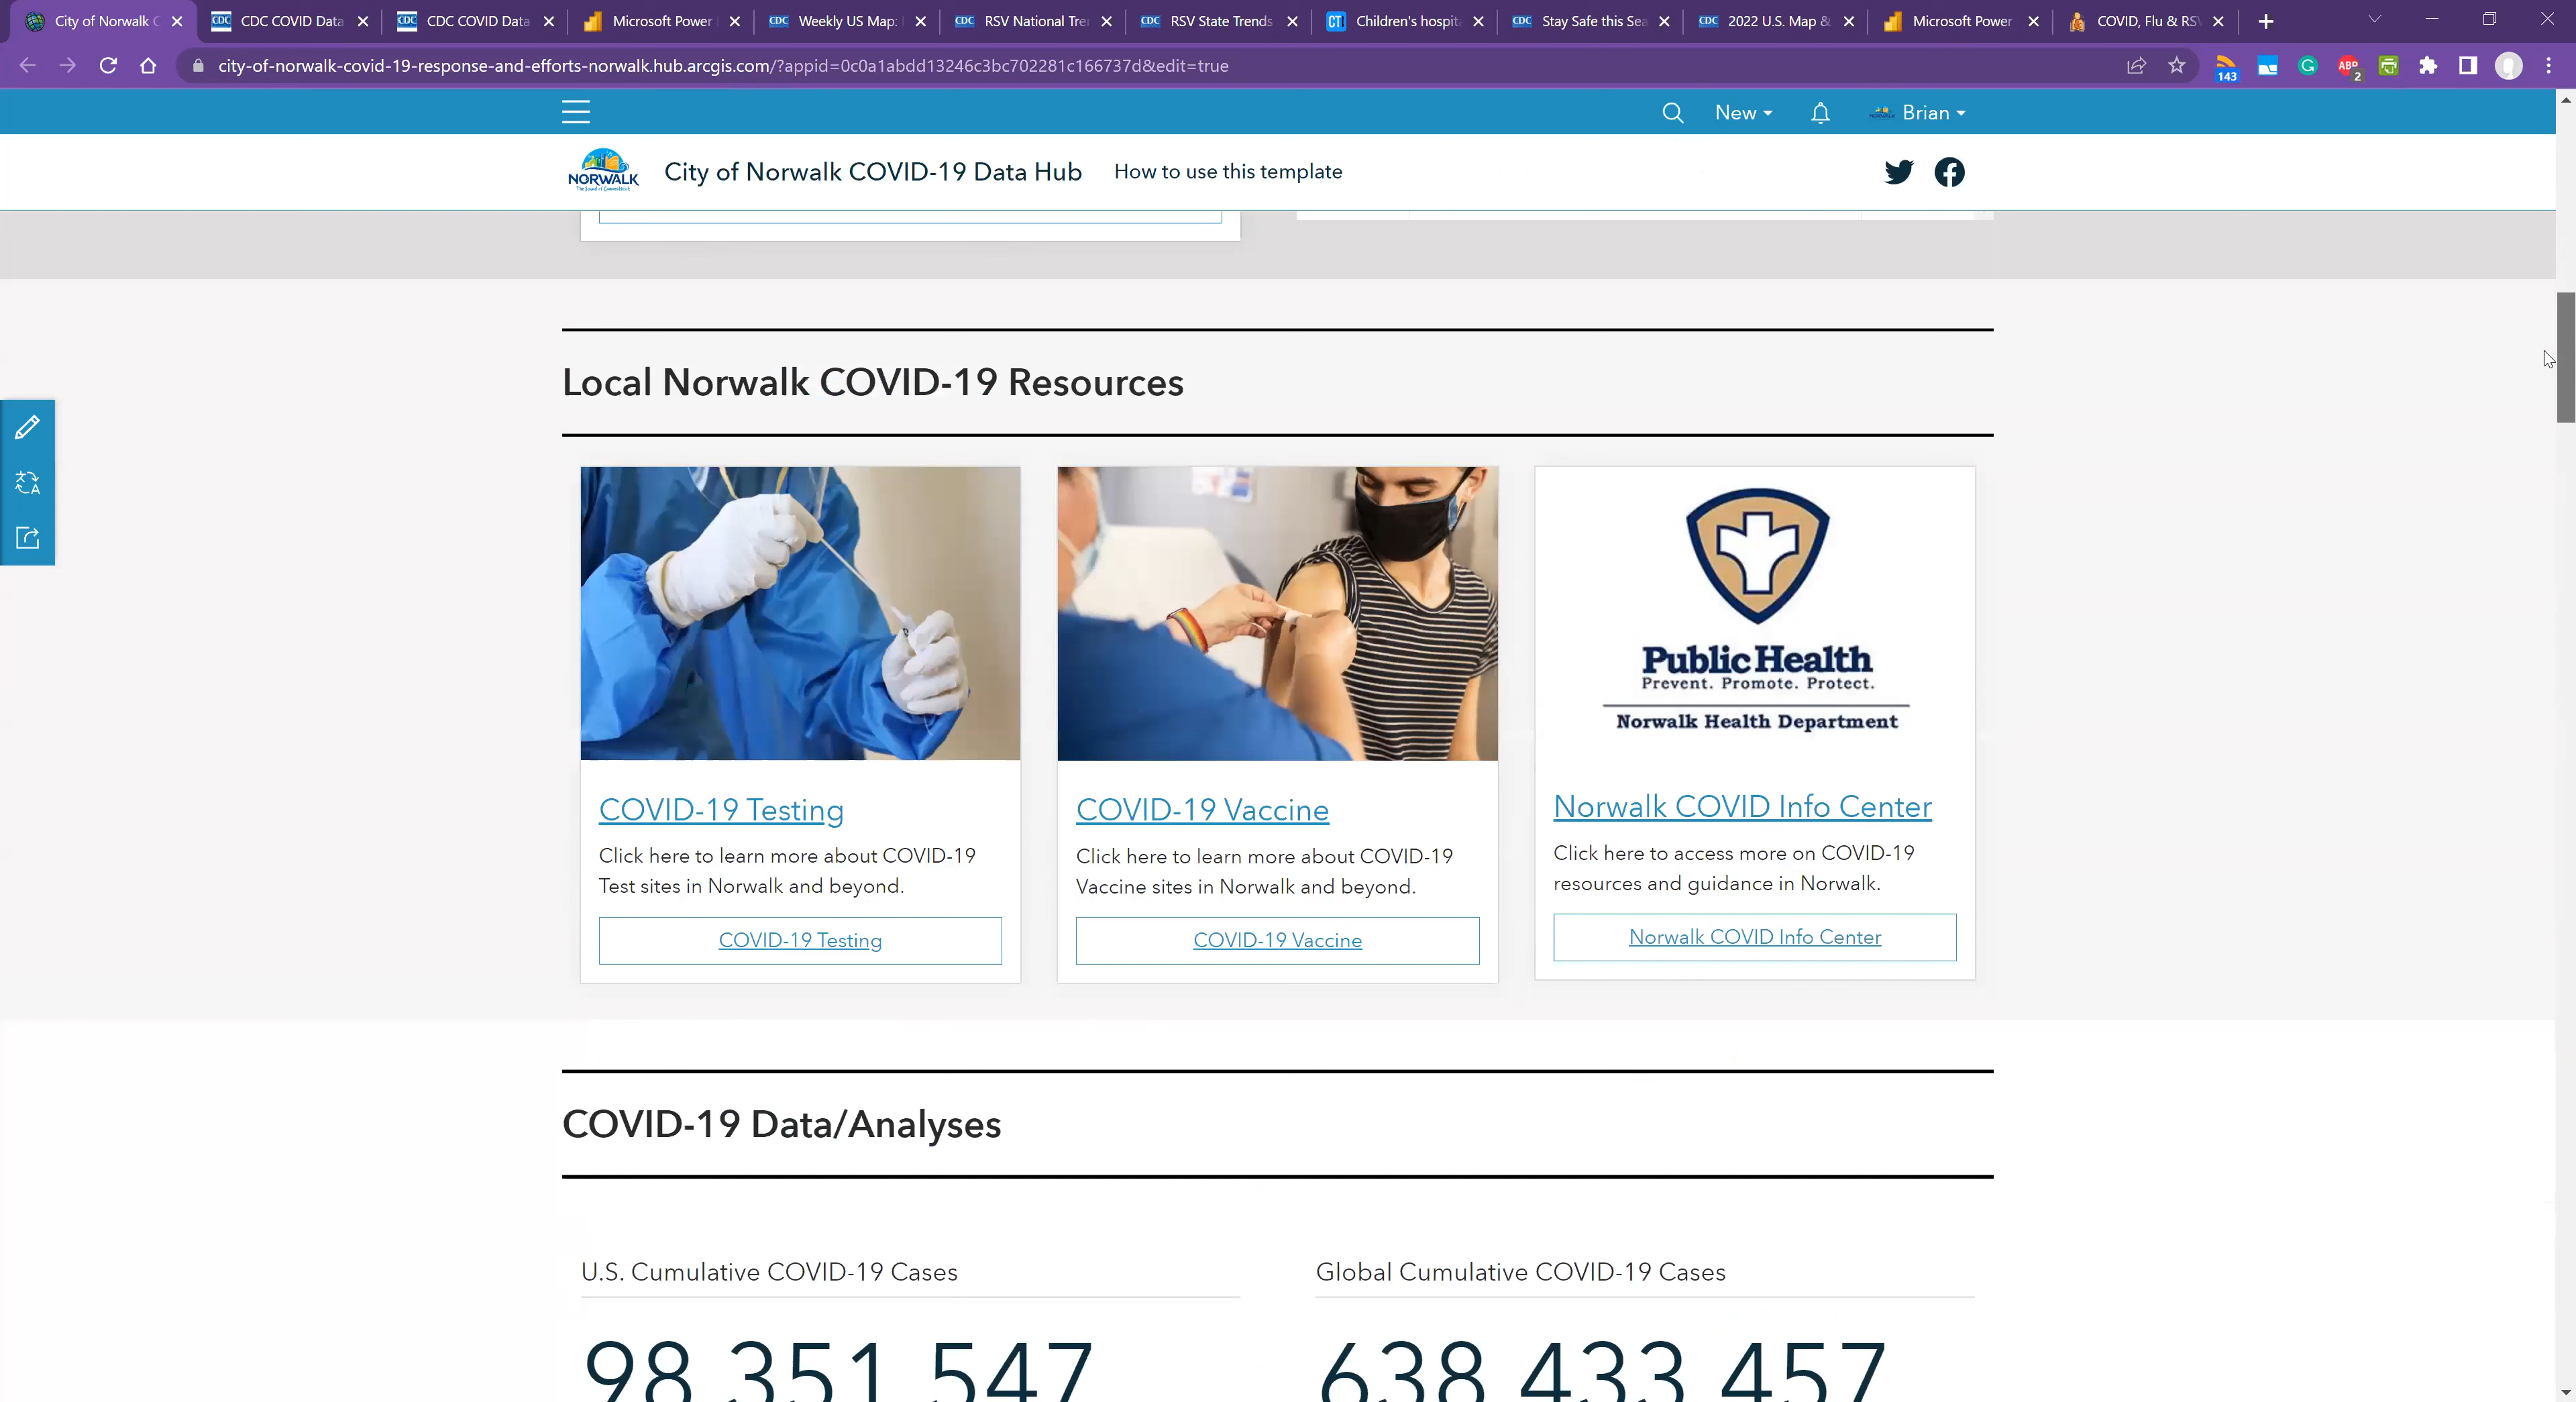 City of Norwalk C
CDC COVID Data
CDC COVID Data
Microsoft Power
Weekly US Map:
RSV National Tre
RSV State Trends
Children's hospit
Stay Safe this Sea
2022 U.S. Map &
Microsoft Power
COVID, Flu & RS
city-of-norwalk-covid-19-response-and-efforts-norwalk.hub.arcgis.com/?appid=0c0a1abdd13246c3bc702281c166737d&edit=true
143
ABP
2
New
Brian
NORWALK
The Sound of Connecticut
City of Norwalk COVID-19 Data Hub
How to use this template
Local Norwalk COVID-19 Resources
Public Health
Prevent. Promote. Protect.
Norwalk Health Department
COVID-19 Testing
Click here to learn more about COVID-19
Test sites in Norwalk and beyond.
COVID-19 Testing
COVID-19 Vaccine
Click here to learn more about COVID-19
Vaccine sites in Norwalk and beyond.
COVID-19 Vaccine
Norwalk COVID Info Center
Click here to access more on COVID-19
resources and guidance in Norwalk.
Norwalk COVID Info Center
COVID-19 Data/Analyses
U.S. Cumulative COVID-19 Cases
98 351 547
Global Cumulative COVID-19 Cases
638 433 457